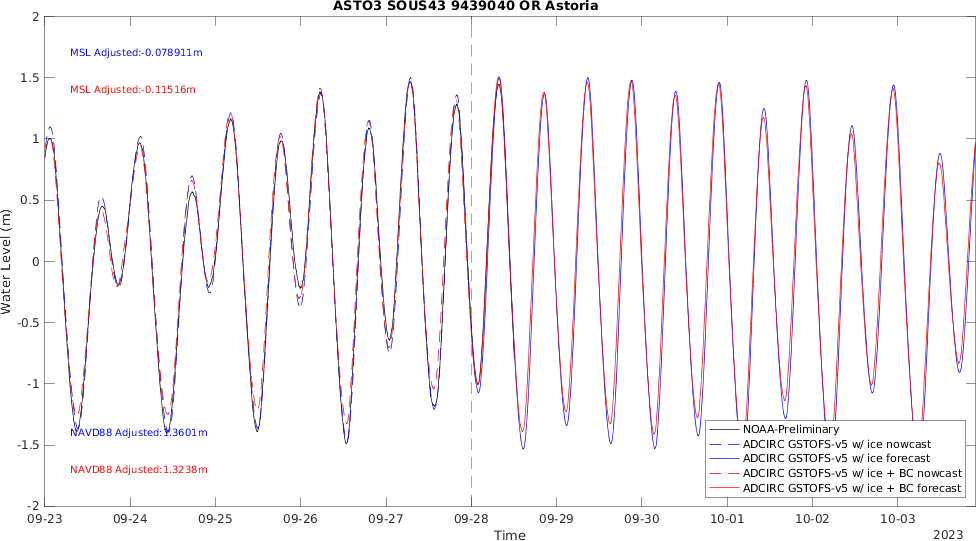 ASTO3 SOUS43 9439040 OR Astoria
2
1.5
1
0.5
0
-0.5
-1
-1.5
-2
Water Level (m)
MSL Adjusted:-0.078911m
MSL Adjusted:-0.11516m
NAVD88 Adjusted:1.3601m
NAVD88 Adjusted:1.3238m
NOAA-Preliminary
ADCIRC GSTOFS-v5 w/ ice nowcast
ADCIRC GSTOFS-v5 w/ ice forecast
ADCIRC GSTOFS-v5 w/ ice + BC nowcast
ADCIRC GSTOFS-v5 w/ ice + BC forecast
09-23 09-24 09-25 09-26 09-27 09-28 09-29 09-30 10-01 10-02 10-03
Time
2023